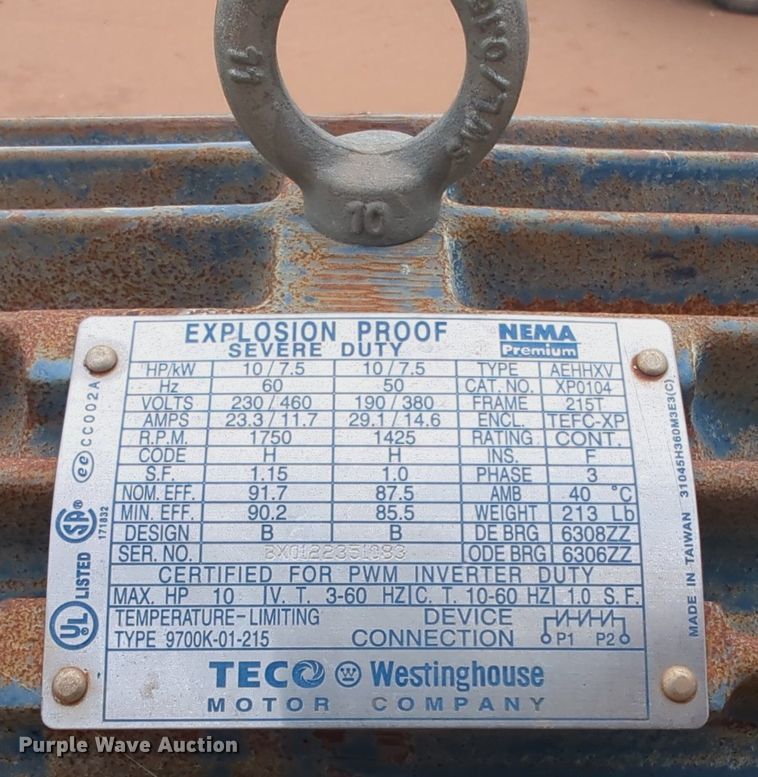 11
10
EXPLOSION PROOF
SEVERE DUTY
NEMA
Premium
HP/kW 10/7.5 10/7.5 TYPE AEHHXV
Hz 60 50 CAT. NO. XP0104
VOLTS 230/460 190/380 FRAME 215T
AMPS 23.3/11.7 29.1/14.6 ENCL. TEFC-XP
R.P.M. 1750 1425 RATING CONT.
CODE H H INS. F
S.F. 1.15 1.0 PHASE 3
NOM. EFF. 91.7 87.5 AMB 40 °C
MIN. EFF. 90.2 85.5 WEIGHT 213 Lb
DESIGN B B DE BRG 6308ZZ
SER. NO. BX0122351083 ODE BRG 6306ZZ
CERTIFIED FOR PWM INVERTER DUTY
MAX. HP 10 V. T. 3-60 HZ C. T. 10-60 HZ 1.0 S.F.
TEMPERATURE-LIMITING DEVICE
TYPE 9700K-01-215 CONNECTION P1 P2
TECO W Westinghouse
MOTOR COMPANY
ee CC002A
SA
171832
UL LISTED
MADE IN TAIWAN 31045H360M3E3(C)
Purple Wave Auction